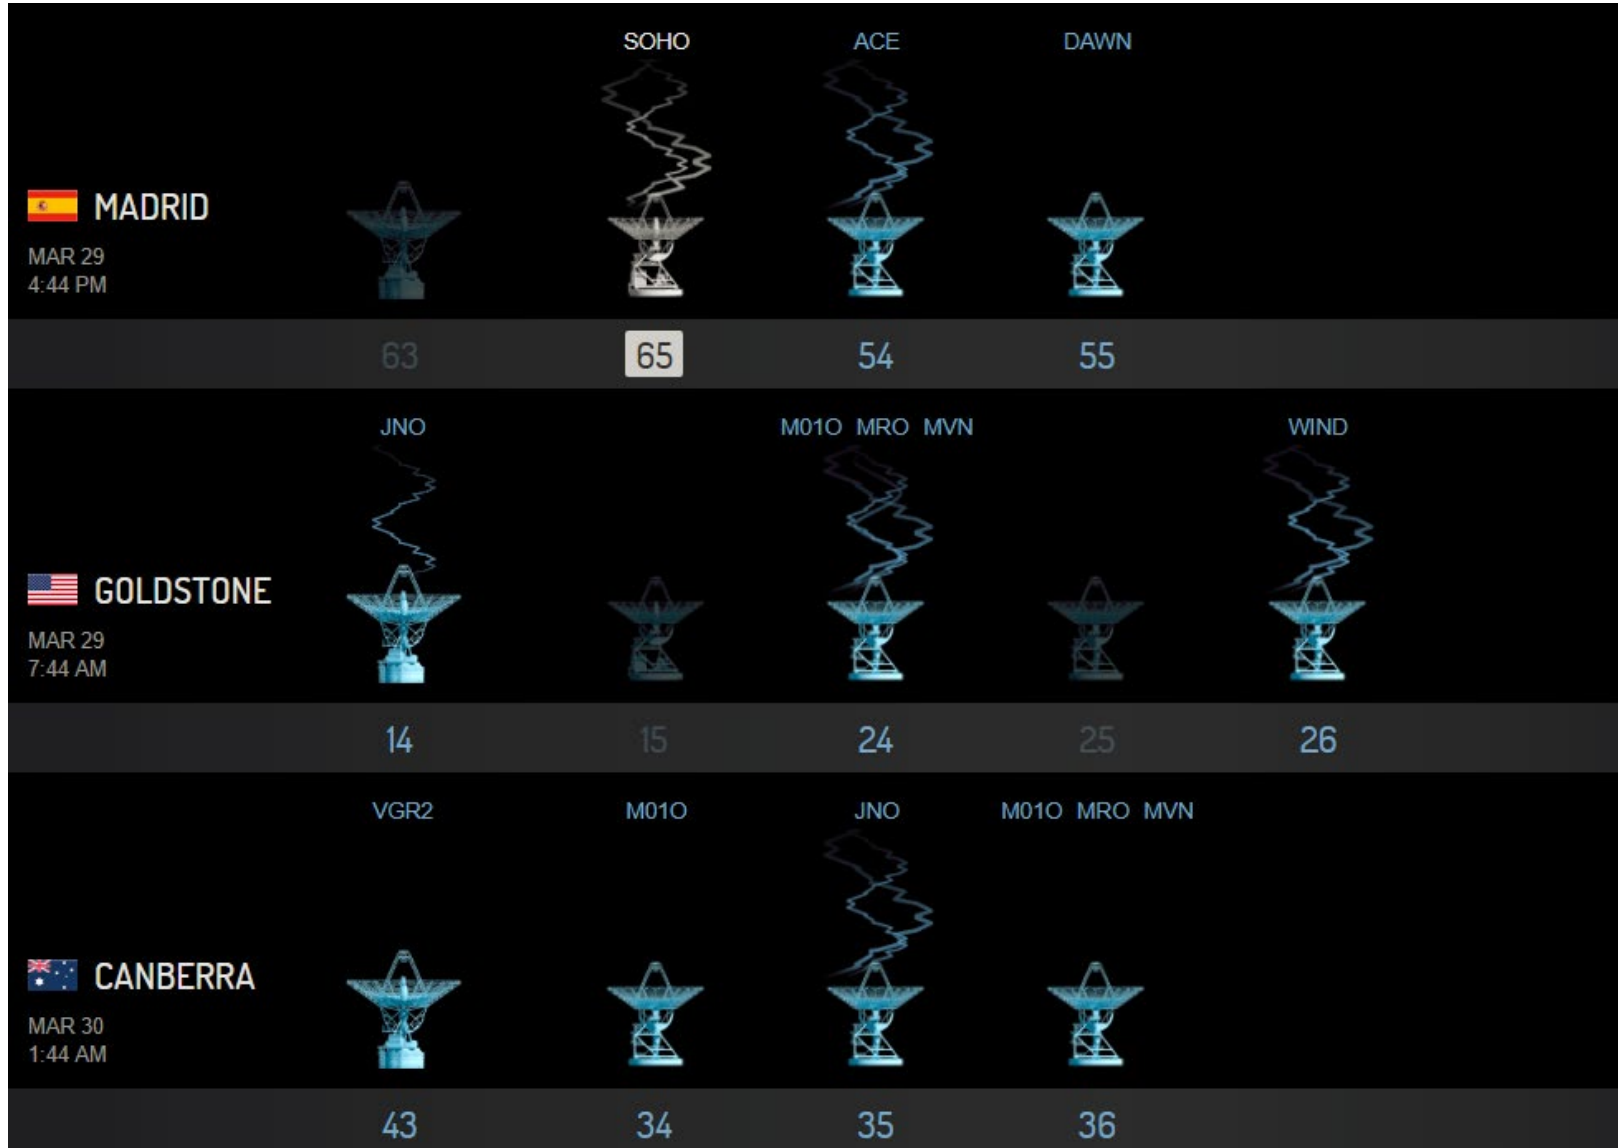 SOHO ACE DAWN
MADRID
MAR 29
4:44 PM
63 65 54 55
JNO M01O MRO MVN WIND
GOLDSTONE
MAR 29
7:44 AM
14 15 24 25 26
VGR2 M01O JNO M01O MRO MVN
CANBERRA
MAR 30
1:44 AM
43 34 35 36